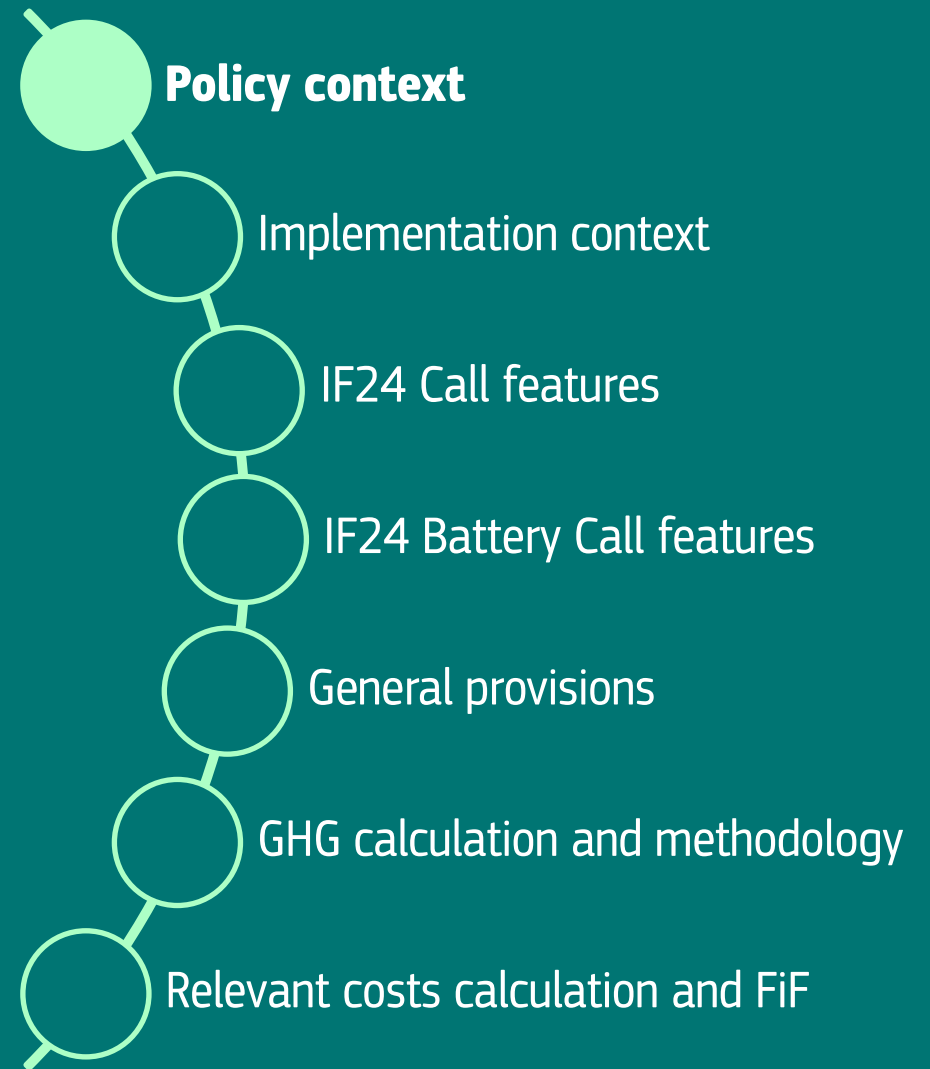 Policy context
Implementation context
IF24 Call features
IF24 Battery Call features
General provisions
GHG calculation and methodology
Relevant costs calculation and FiF